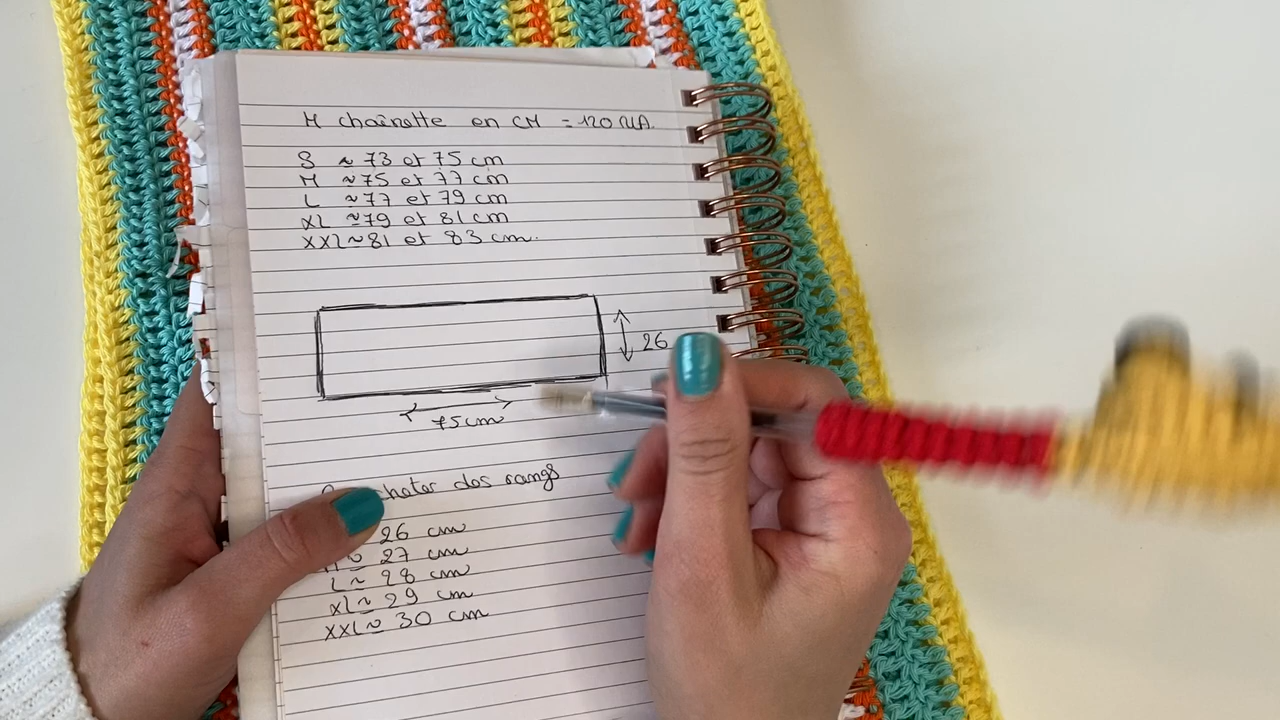 M chaînette en CM = 120 MA.
S ≈ 73 et 75 cm
M ≈ 75 et 77 cm
L ≈ 77 et 79 cm
XL ≈ 79 et 81 cm
XXL ≈ 81 et 83 cm.
26
75 cm
des rangs
26 cm
≈ 27 cm
L ≈ 28 cm
XL ≈ 29 cm
XXL ≈ 30 cm